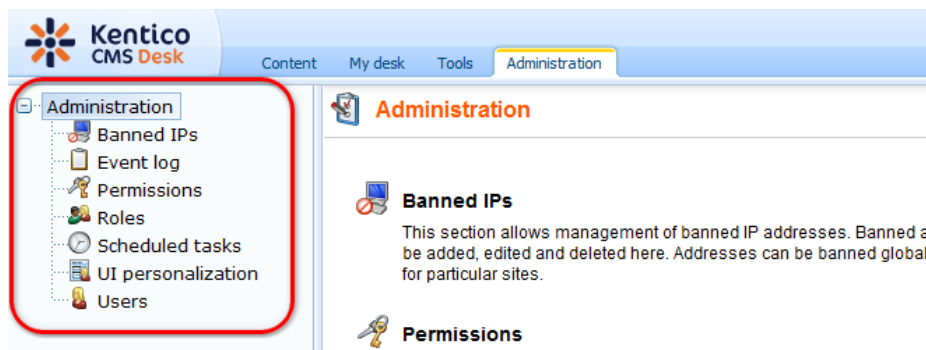 Kentico
CMS Desk
Content My desk Tools Administration
Administration
Banned IPs
Event log
Permissions
Roles
Scheduled tasks
UI personalization
Users
Administration
Banned IPs
This section allows management of banned IP addresses. Banned a
be added, edited and deleted here. Addresses can be banned global
for particular sites.
Permissions